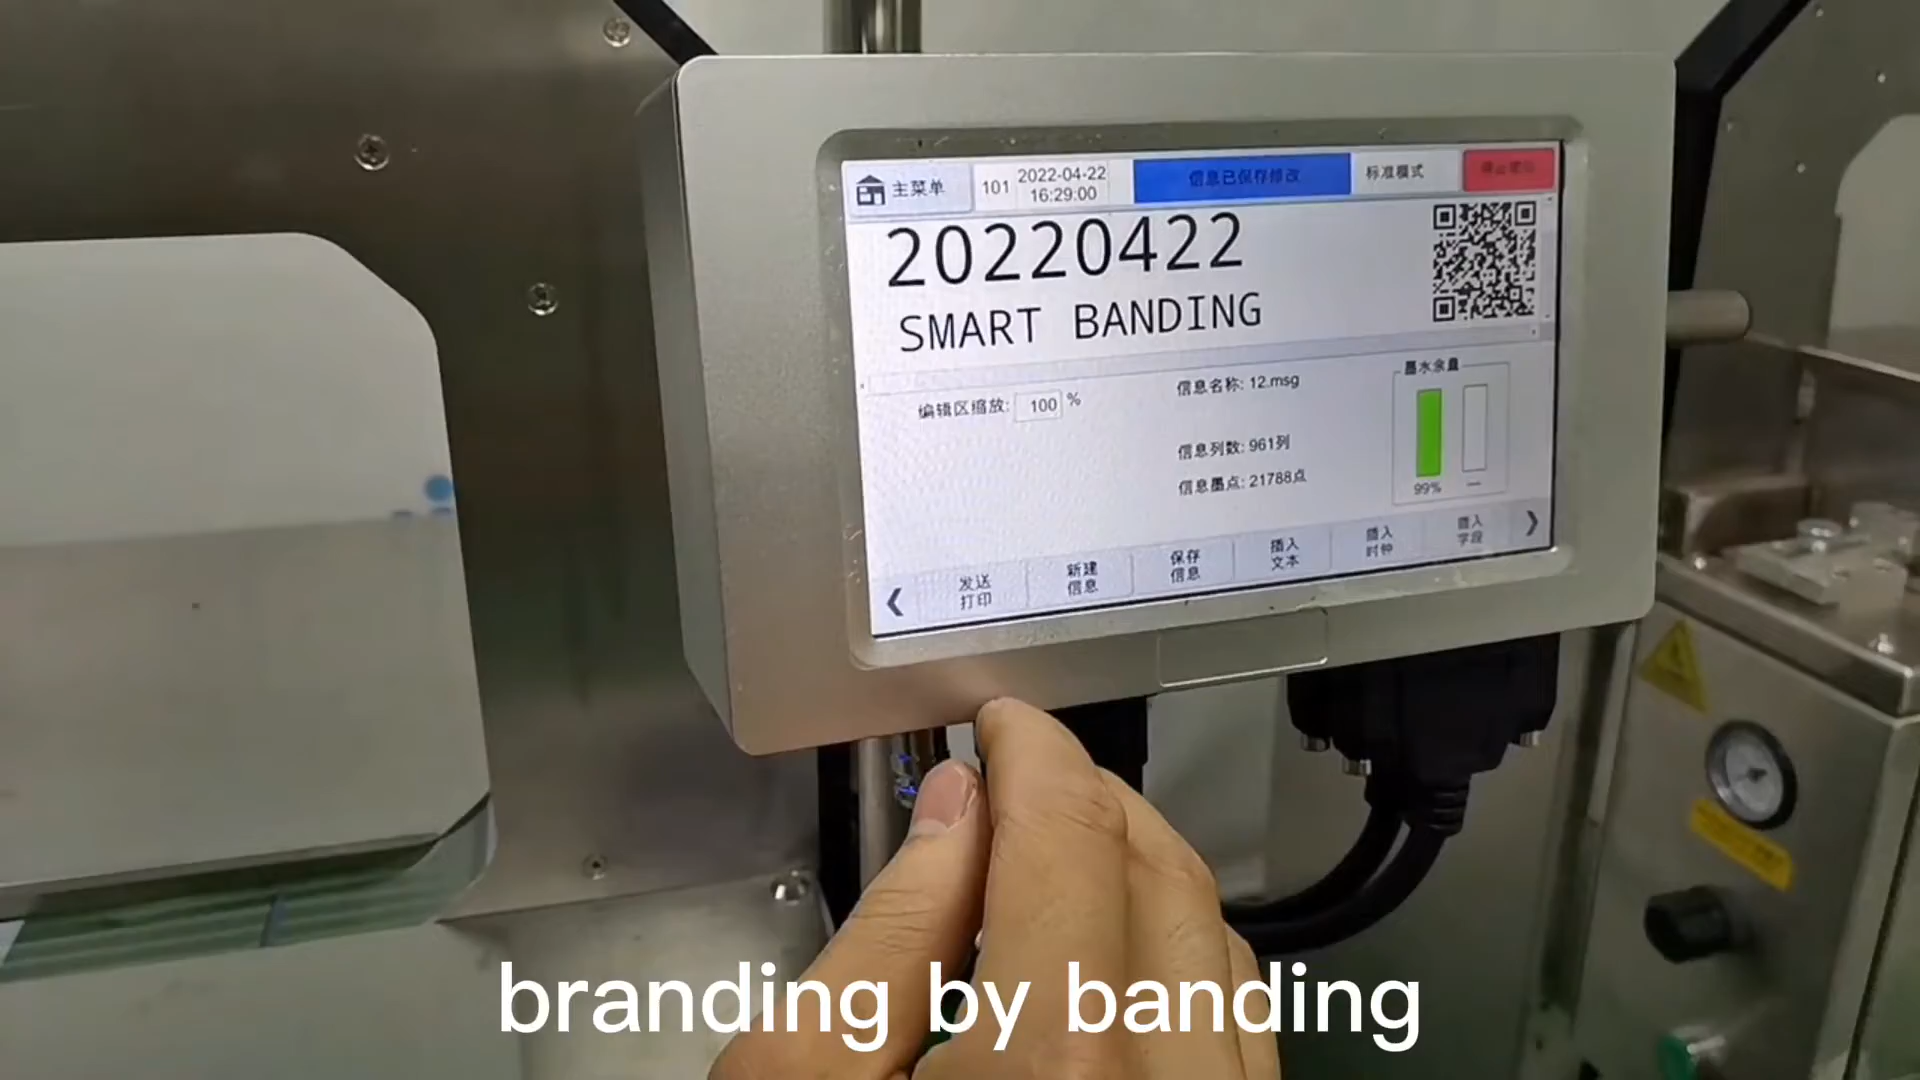 主菜单 101 2022-04-22 16:29:00 信息已保存修改 标准模式
20220422
SMART BANDING
编辑区缩放: 100 %
信息名称: 12.msg
信息列数: 961列
信息墨点: 21788点
墨水余量
99%
发送打印
新建信息
保存信息
插入文本
插入时钟
插入字段
branding by banding